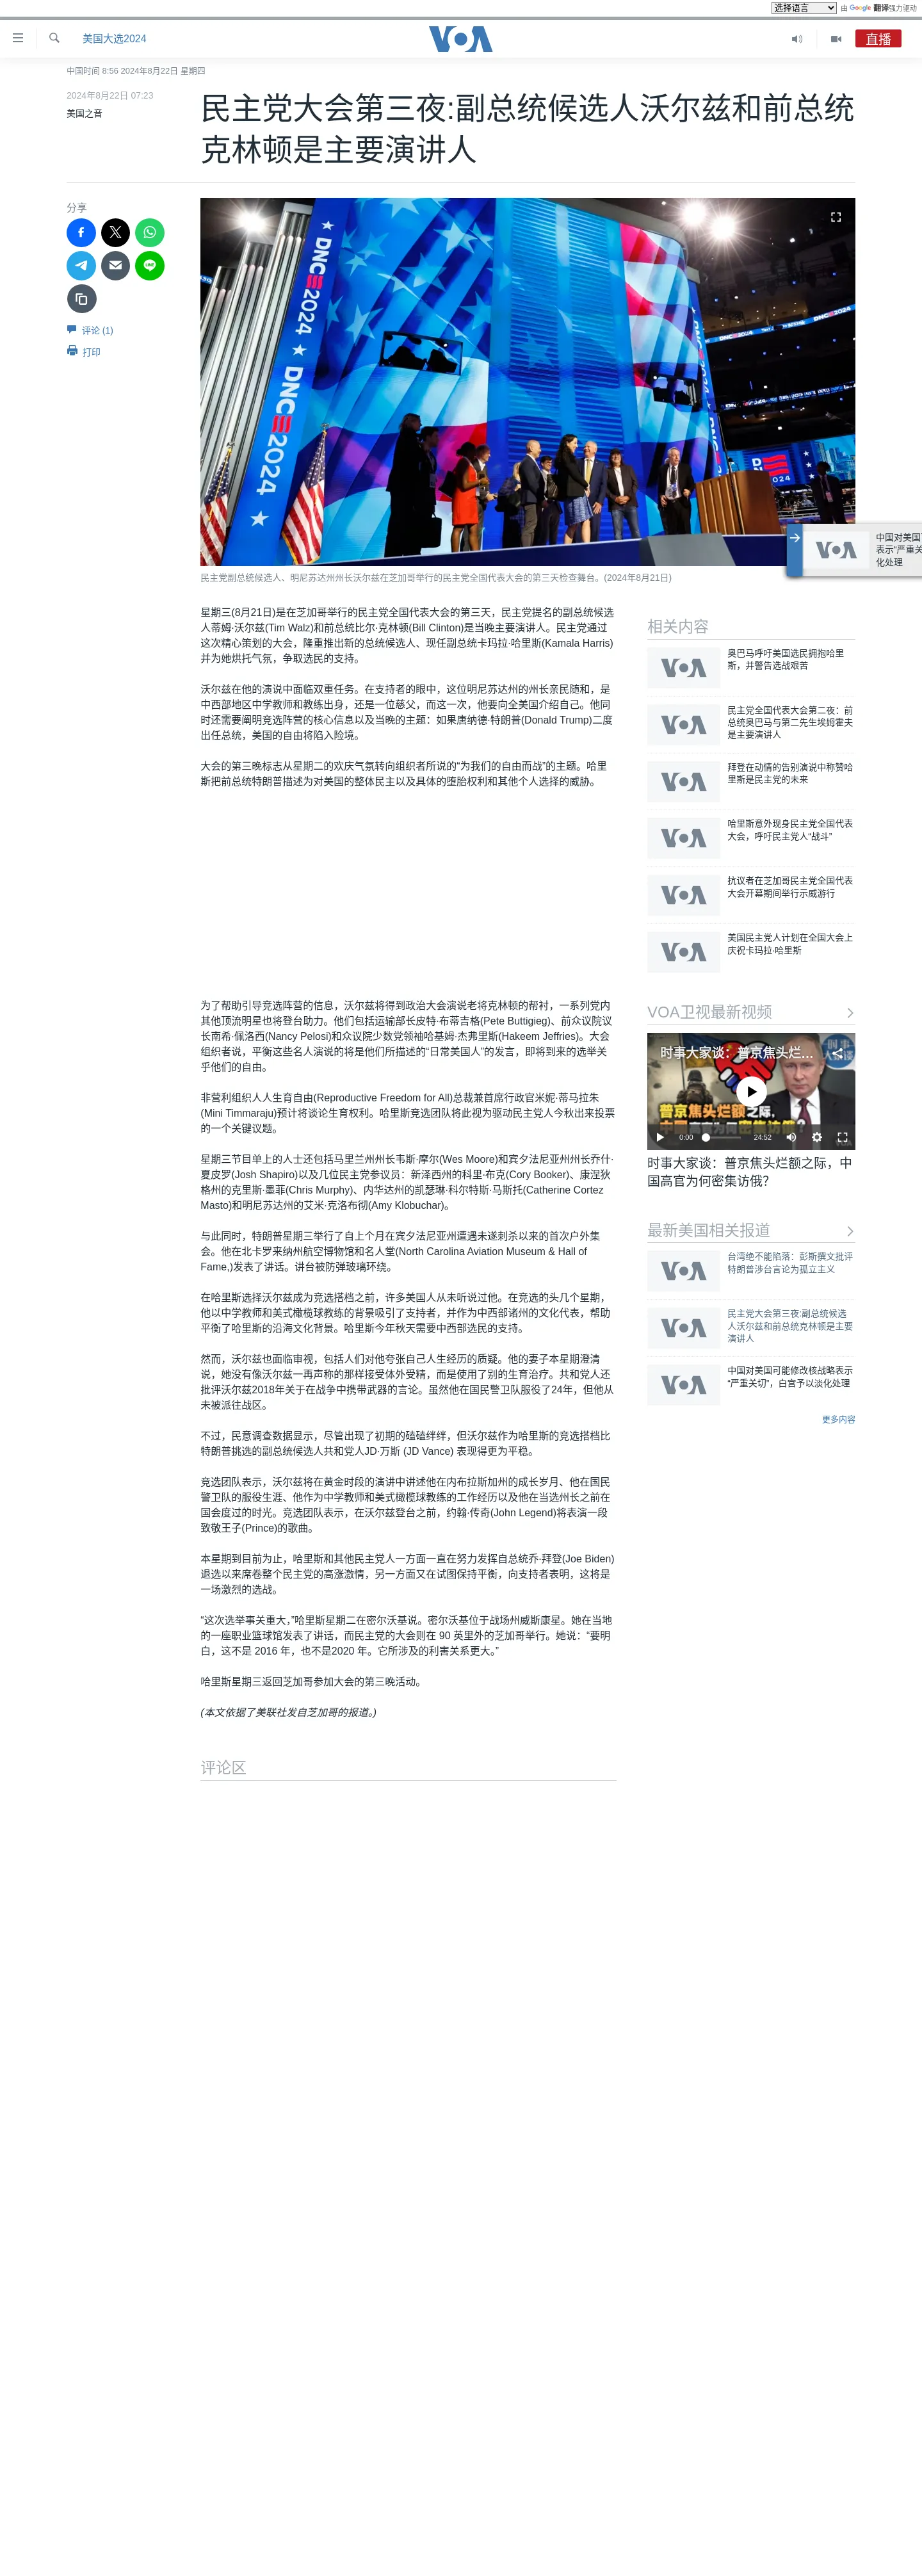 选择语言 由 Google 翻译强力驱动
美国大选2024
VOA
直播
中国时间 8:56 2024年8月22日 星期四
2024年8月22日 07:23
美国之音
民主党大会第三夜:副总统候选人沃尔兹和前总统
克林顿是主要演讲人
分享
评论 (1)
打印
DNC 2024
DNC 2024
DNC 2024
DNC 2024
民主党副总统候选人、明尼苏达州州长沃尔兹在芝加哥举行的民主党全国代表大会的第三天检查舞台。(2024年8月21日)
VOA
中国对美国
表示“严重关
化处理
星期三(8月21日)是在芝加哥举行的民主党全国代表大会的第三天，民主党提名的副总统候选
人蒂姆·沃尔兹(Tim Walz)和前总统比尔·克林顿(Bill Clinton)是当晚主要演讲人。民主党通过
这次精心策划的大会，隆重推出新的总统候选人、现任副总统卡玛拉·哈里斯(Kamala Harris)
并为她烘托气氛，争取选民的支持。
沃尔兹在他的演说中面临双重任务。在支持者的眼中，这位明尼苏达州的州长亲民随和，是
中西部地区中学教师和教练出身，还是一位慈父，而这一次，他要向全美国介绍自己。他同
时还需要阐明竞选阵营的核心信息以及当晚的主题：如果唐纳德·特朗普(Donald Trump)二度
出任总统，美国的自由将陷入险境。
大会的第三晚标志从星期二的欢庆气氛转向组织者所说的“为我们的自由而战”的主题。哈里
斯把前总统特朗普描述为对美国的整体民主以及具体的堕胎权利和其他个人选择的威胁。
为了帮助引导竞选阵营的信息，沃尔兹将得到政治大会演说老将克林顿的帮衬，一系列党内
其他顶流明星也将登台助力。他们包括运输部长皮特·布蒂吉格(Pete Buttigieg)、前众议院议
长南希·佩洛西(Nancy Pelosi)和众议院少数党领袖哈基姆·杰弗里斯(Hakeem Jeffries)。大会
组织者说，平衡这些名人演说的将是他们所描述的“日常美国人”的发言，即将到来的选举关
乎他们的自由。
非营利组织人人生育自由(Reproductive Freedom for All)总裁兼首席行政官米妮·蒂马拉朱
(Mini Timmaraju)预计将谈论生育权利。哈里斯竞选团队将此视为驱动民主党人今秋出来投票
的一个关键议题。
星期三节目单上的人士还包括马里兰州州长韦斯·摩尔(Wes Moore)和宾夕法尼亚州州长乔什·
夏皮罗(Josh Shapiro)以及几位民主党参议员：新泽西州的科里·布克(Cory Booker)、康涅狄
格州的克里斯·墨菲(Chris Murphy)、内华达州的凯瑟琳·科尔特斯·马斯托(Catherine Cortez
Masto)和明尼苏达州的艾米·克洛布彻(Amy Klobuchar)。
与此同时，特朗普星期三举行了自上个月在宾夕法尼亚州遭遇未遂刺杀以来的首次户外集
会。他在北卡罗来纳州航空博物馆和名人堂(North Carolina Aviation Museum & Hall of
Fame,)发表了讲话。讲台被防弹玻璃环绕。
在哈里斯选择沃尔兹成为竞选搭档之前，许多美国人从未听说过他。在竞选的头几个星期，
他以中学教师和美式橄榄球教练的背景吸引了支持者，并作为中西部诸州的文化代表，帮助
平衡了哈里斯的沿海文化背景。哈里斯今年秋天需要中西部选民的支持。
然而，沃尔兹也面临审视，包括人们对他夸张自己人生经历的质疑。他的妻子本星期澄清
说，她没有像沃尔兹一再声称的那样接受体外受精，而是使用了别的生育治疗。共和党人还
批评沃尔兹2018年关于在战争中携带武器的言论。虽然他在国民警卫队服役了24年，但他从
未被派往战区。
不过，民意调查数据显示，尽管出现了初期的磕磕绊绊，但沃尔兹作为哈里斯的竞选搭档比
特朗普挑选的副总统候选人共和党人JD·万斯 (JD Vance) 表现得更为平稳。
竞选团队表示，沃尔兹将在黄金时段的演讲中讲述他在内布拉斯加州的成长岁月、他在国民
警卫队的服役生涯、他作为中学教师和美式橄榄球教练的工作经历以及他在当选州长之前在
国会度过的时光。竞选团队表示，在沃尔兹登台之前，约翰·传奇(John Legend)将表演一段
致敬王子(Prince)的歌曲。
本星期到目前为止，哈里斯和其他民主党人一方面一直在努力发挥自总统乔·拜登(Joe Biden)
退选以来席卷整个民主党的高涨激情，另一方面又在试图保持平衡，向支持者表明，这将是
一场激烈的选战。
“这次选举事关重大，”哈里斯星期二在密尔沃基说。密尔沃基位于战场州威斯康星。她在当地
的一座职业篮球馆发表了讲话，而民主党的大会则在 90 英里外的芝加哥举行。她说：“要明
白，这不是 2016 年，也不是2020 年。它所涉及的利害关系更大。”
哈里斯星期三返回芝加哥参加大会的第三晚活动。
(本文依据了美联社发自芝加哥的报道。)
评论区
相关内容
VOA
奥巴马呼吁美国选民拥抱哈里
斯，并警告选战艰苦
VOA
民主党全国代表大会第二夜：前
总统奥巴马与第二先生埃姆霍夫
是主要演讲人
VOA
拜登在动情的告别演说中称赞哈
里斯是民主党的未来
VOA
哈里斯意外现身民主党全国代表
大会，呼吁民主党人“战斗”
VOA
抗议者在芝加哥民主党全国代表
大会开幕期间举行示威游行
VOA
美国民主党人计划在全国大会上
庆祝卡玛拉·哈里斯
VOA卫视最新视频
时事大家谈：普京焦头烂...
普京焦头烂额之际,
0:00 24:52
时事大家谈：普京焦头烂额之际，中
国高官为何密集访俄？
最新美国相关报道
VOA
台湾绝不能陷落：彭斯撰文批评
特朗普涉台言论为孤立主义
VOA
民主党大会第三夜:副总统候选
人沃尔兹和前总统克林顿是主要
演讲人
VOA
中国对美国可能修改核战略表示
“严重关切”，白宫予以淡化处理
更多内容